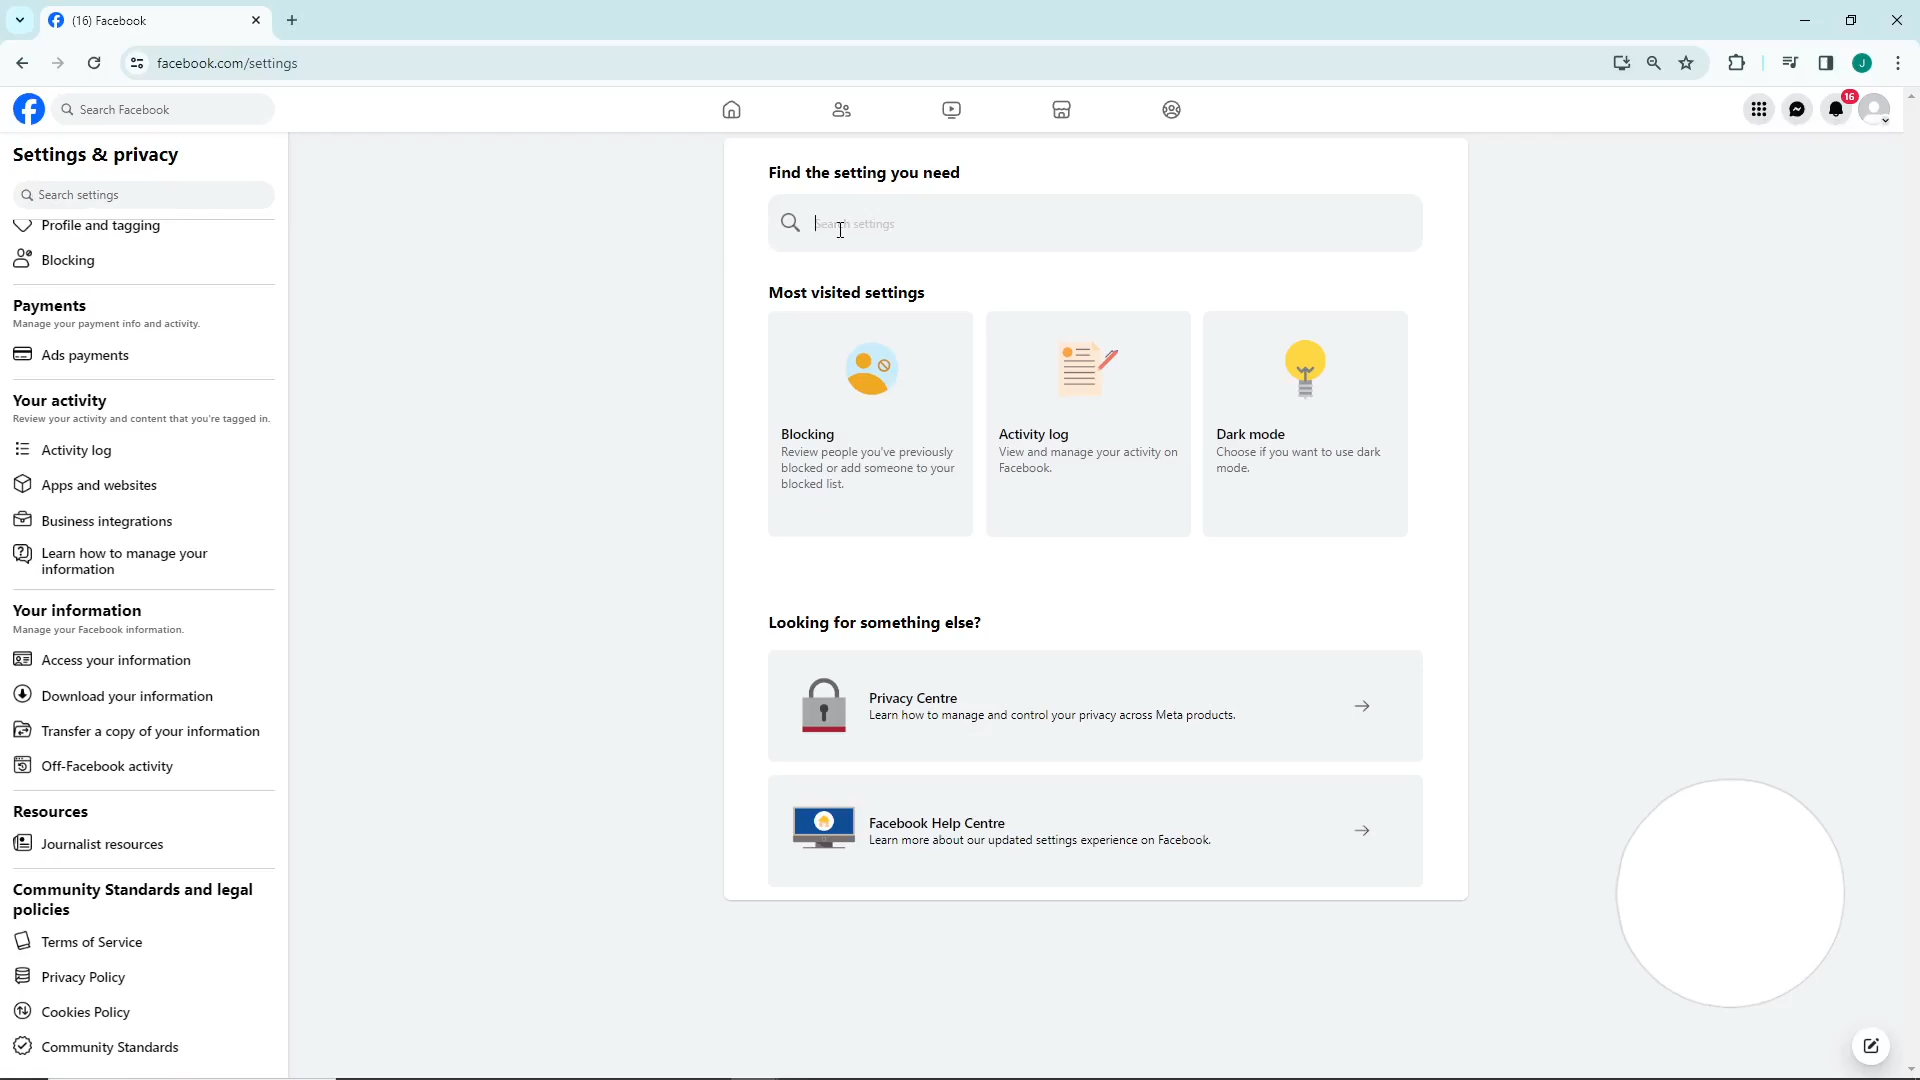 (16) Facebook
facebook.com/settings
J
Search Facebook
16
Settings & privacy
Search settings
Profile and tagging
Blocking
Payments
Manage your payment info and activity.
Ads payments
Your activity
Review your activity and content that you're tagged in.
Activity log
Apps and websites
Business integrations
Learn how to manage your
information
Your information
Manage your Facebook information.
Access your information
Download your information
Transfer a copy of your information
Off-Facebook activity
Resources
Journalist resources
Community Standards and legal
policies
Terms of Service
Privacy Policy
Cookies Policy
Community Standards
Find the setting you need
Search settings
Most visited settings
Blocking
Review people you've previously
blocked or add someone to your
blocked list.
Activity log
View and manage your activity on
Facebook.
Dark mode
Choose if you want to use dark
mode.
Looking for something else?
Privacy Centre
Learn how to manage and control your privacy across Meta products.
Facebook Help Centre
Learn more about our updated settings experience on Facebook.